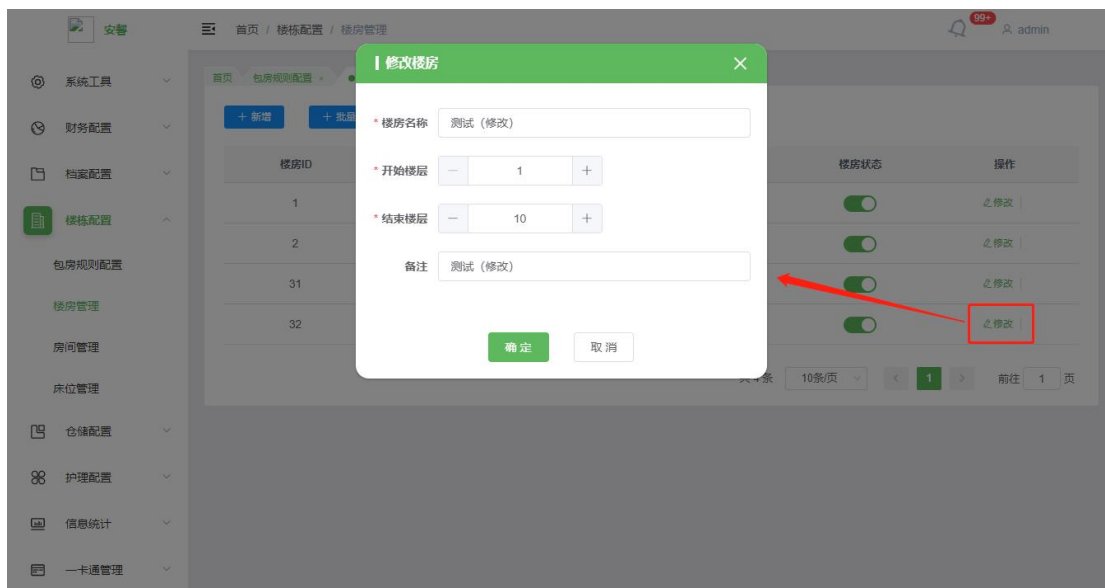 安馨
首页 / 楼栋配置 / 楼房管理
99+
admin
系统工具
财务配置
档案配置
楼栋配置
包房规则配置
楼房管理
房间管理
床位管理
仓储配置
护理配置
信息统计
一卡通管理
首页
包房规则配置
+ 新增
+ 批量
楼房ID
楼房状态
操作
1
修改
2
修改
31
修改
32
修改
共 4 条
10条/页
1
前往 1 页
修改楼房
* 楼房名称 测试（修改）
* 开始楼层 1
* 结束楼层 10
备注 测试（修改）
确定
取消